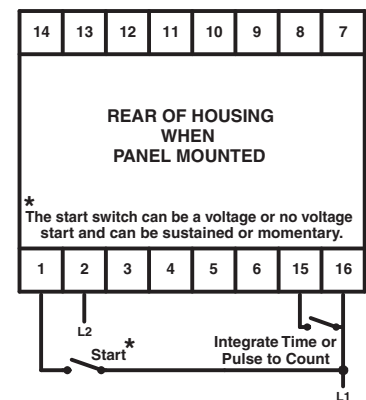 14 13 12 11 10 9 8 7
REAR OF HOUSING
WHEN
PANEL MOUNTED
*
The start switch can be a voltage or no voltage
start and can be sustained or momentary.
1 2 3 4 5 6 15 16
L2
Start*
Integrate Time or
Pulse to Count
L1